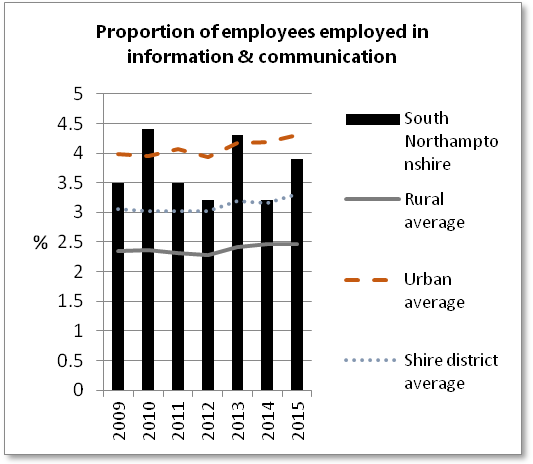 Proportion of employees employed in
information & communication
5
4.5
4
3.5
3
2.5
2
1.5
1
0.5
0
%
2009
2010
2011
2012
2013
2014
2015
South
Northampto
nshire
Rural
average
Urban
average
Shire district
average